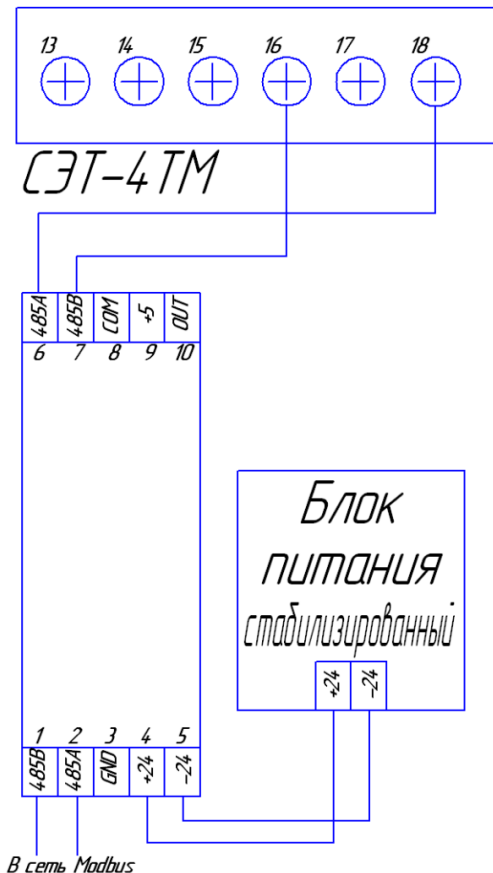 13 14 15 16 17 18
СЭТ-4ТМ
485A 485B COM +5 OUT
6 7 8 9 10
Блок
питания
стабилизированный
+24 -24
1 2 3 4 5
485B 485A GND +24 -24
В сеть Modbus